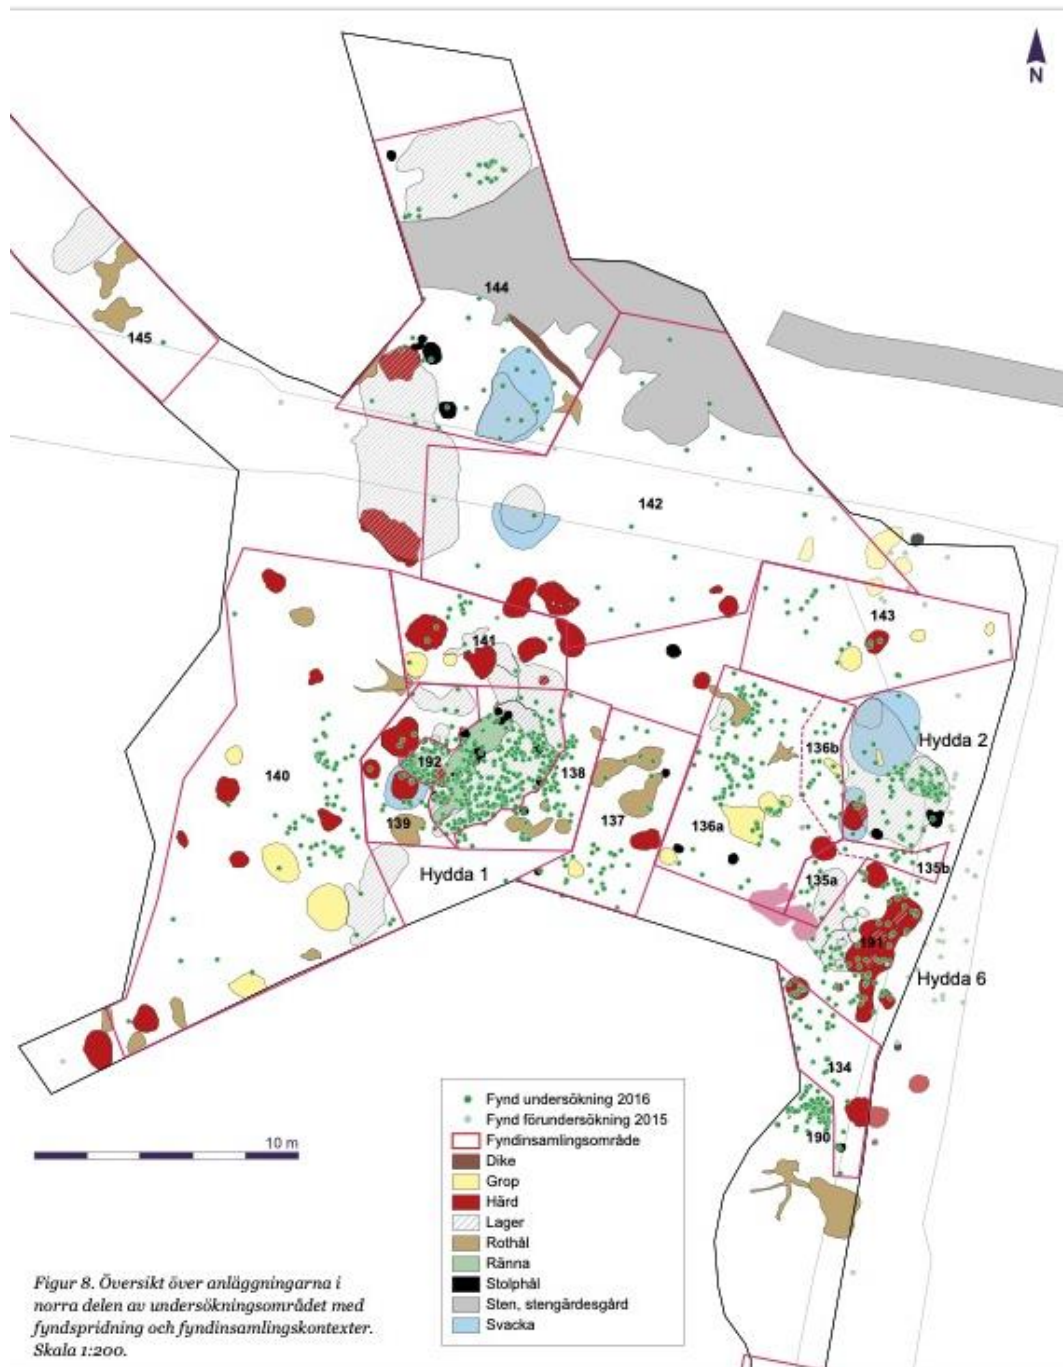 N
144
145
142
143
141
Hydda 2
136b
192
140
138
139
137
136a
Hydda 1
135a
135b
191
Hydda 6
134
190
Fynd undersökning 2016
Fynd förundersökning 2015
Fyndinsamlingsområde
Dike
Grop
Härd
Lager
Rothål
Ränna
Stolphål
Sten, stengärdesgård
Svacka
10 m
Figur 8. Översikt över anläggningarna i
norra delen av undersökningsområdet med
fyndspridning och fyndinsamlingskontexter.
Skala 1:200.